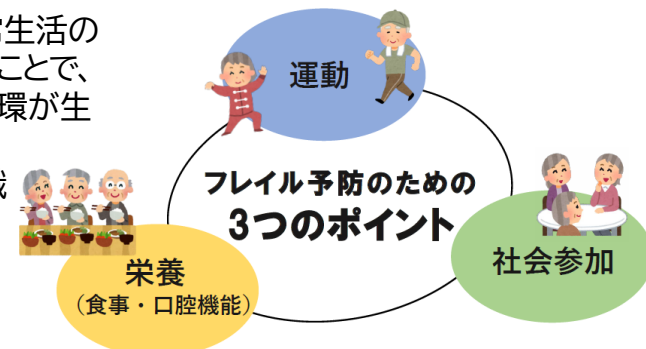 常生活の
ことで、
環が生
戦
運動
フレイル予防のための
3つのポイント
栄養
(食事・口腔機能)
社会参加